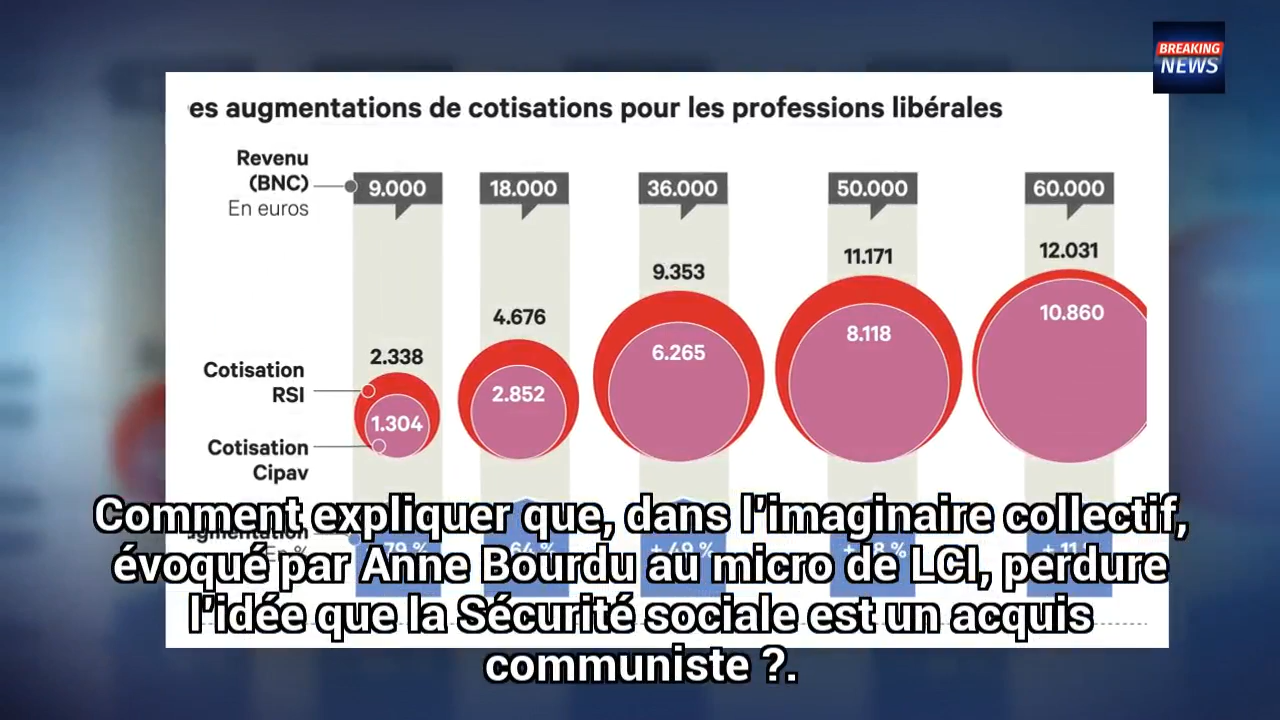 BREAKING
NEWS
es augmentations de cotisations pour les professions libérales
Revenu
(BNC)
En euros
9.000
18.000
36.000
50.000
60.000
2.338
4.676
9.353
11.171
12.031
Cotisation
RSI
1.304
2.852
6.265
8.118
10.860
Cotisation
Cipav
Comment expliquer que, dans l'imaginaire collectif,
évoqué par Anne Bourdu au micro de LCI, perdure
l'idée que la Sécurité sociale est un acquis
communiste ?.